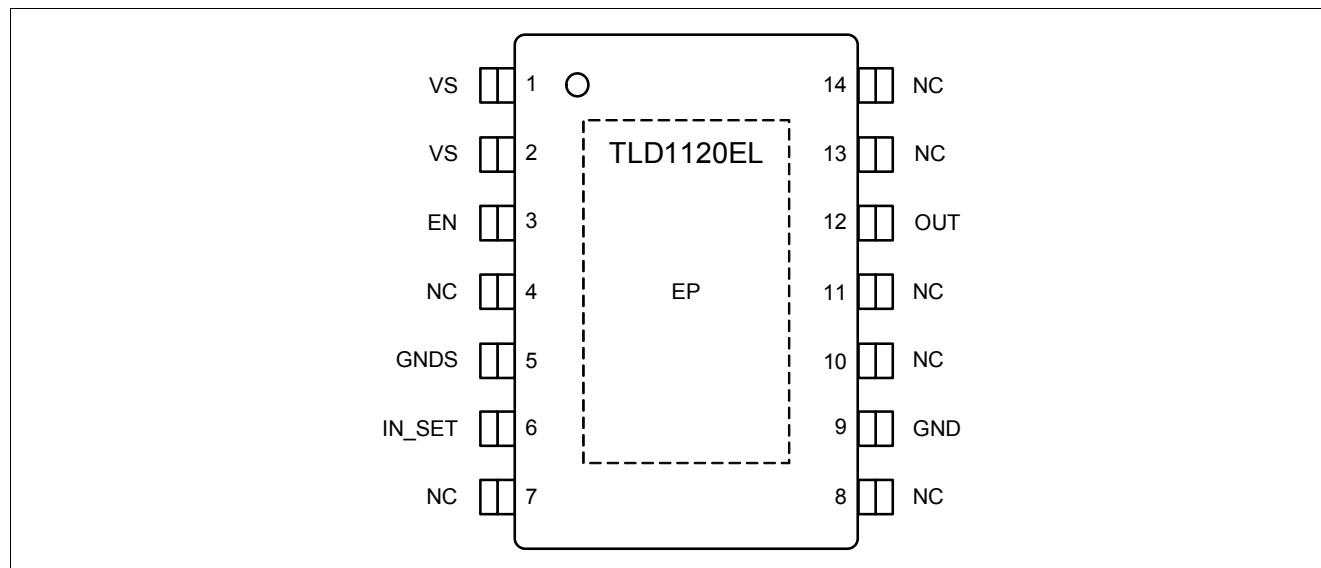 VS 1 14 NC
VS 2 TLD1120EL 13 NC
EN 3 12 OUT
NC 4 EP 11 NC
GNDS 5 10 NC
IN_SET 6 9 GND
NC 7 8 NC